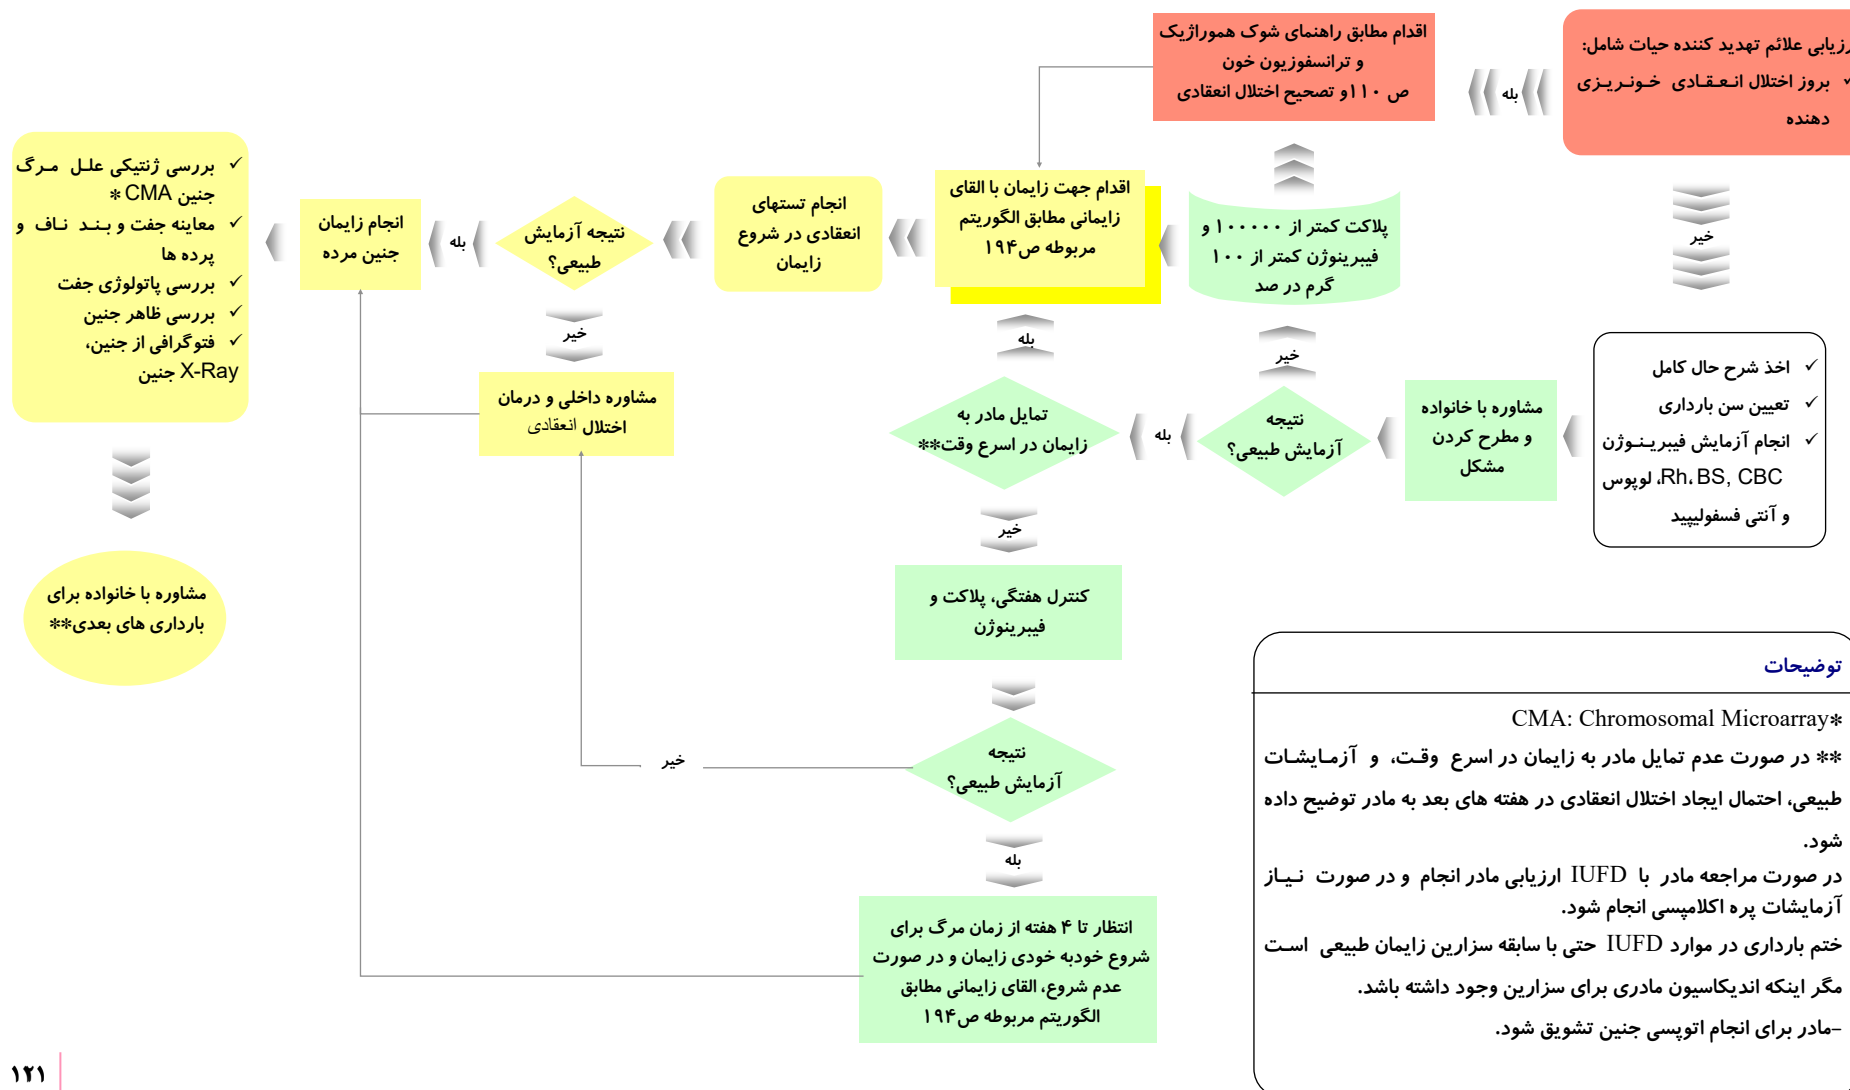 رزیابی علائم تهدید کننده حیات شامل:
✓ بروز اختلال انعقادی خونریزی
دهنده
بله
اقدام مطابق راهنمای شوک هموراژیک
و ترانسفوزیون خون
ص ۱۱۰و تصحیح اختلال انعقادی
خیر
✓ اخذ شرح حال کامل
✓ تعیین سن بارداری
✓ انجام آزمایش فیبرینوژن
Rh، BS, CBC، لوپوس
و آنتی فسفولیپید
مشاوره با خانواده
و مطرح کردن
مشکل
نتیجه
آزمایش طبیعی؟
خیر
پلاکت کمتر از ۱۰۰۰۰۰ و
فیبرینوژن کمتر از ۱۰۰
گرم در صد
بله
تمایل مادر به
زایمان در اسرع وقت**
بله
اقدام جهت زایمان با القای
زایمانی مطابق الگوریتم
مربوطه ص۱۹۴
انجام تستهای
انعقادی در شروع
زایمان
نتیجه آزمایش
طبیعی؟
بله
انجام زایمان
جنین مرده
خیر
مشاوره داخلی و درمان
اختلال انعقادی
✓ بررسی ژنتیکی علل مرگ
جنین CMA *
✓ معاینه جفت و بند ناف و
پرده ها
✓ بررسی پاتولوژی جفت
✓ بررسی ظاهر جنین
✓ فتوگرافی از جنین،
X-Ray جنین
مشاوره با خانواده برای
بارداری های بعدی**
خیر
کنترل هفتگی، پلاکت و
فیبرینوژن
نتیجه
آزمایش طبیعی؟
خیر
بله
انتظار تا ۴ هفته از زمان مرگ برای
شروع خودبه خودی زایمان و در صورت
عدم شروع، القای زایمانی مطابق
الگوریتم مربوطه ص۱۹۴
توضیحات
CMA: Chromosomal Microarray*
** در صورت عدم تمایل مادر به زایمان در اسرع وقت، و آزمایشات
طبیعی، احتمال ایجاد اختلال انعقادی در هفته های بعد به مادر توضیح داده
شود.
در صورت مراجعه مادر با IUFD ارزیابی مادر انجام و در صورت نیاز
آزمایشات پره اکلامپسی انجام شود.
ختم بارداری در موارد IUFD حتی با سابقه سزارین زایمان طبیعی است
مگر اینکه اندیکاسیون مادری برای سزارین وجود داشته باشد.
–مادر برای انجام اتوپسی جنین تشویق شود.
۱۲۱